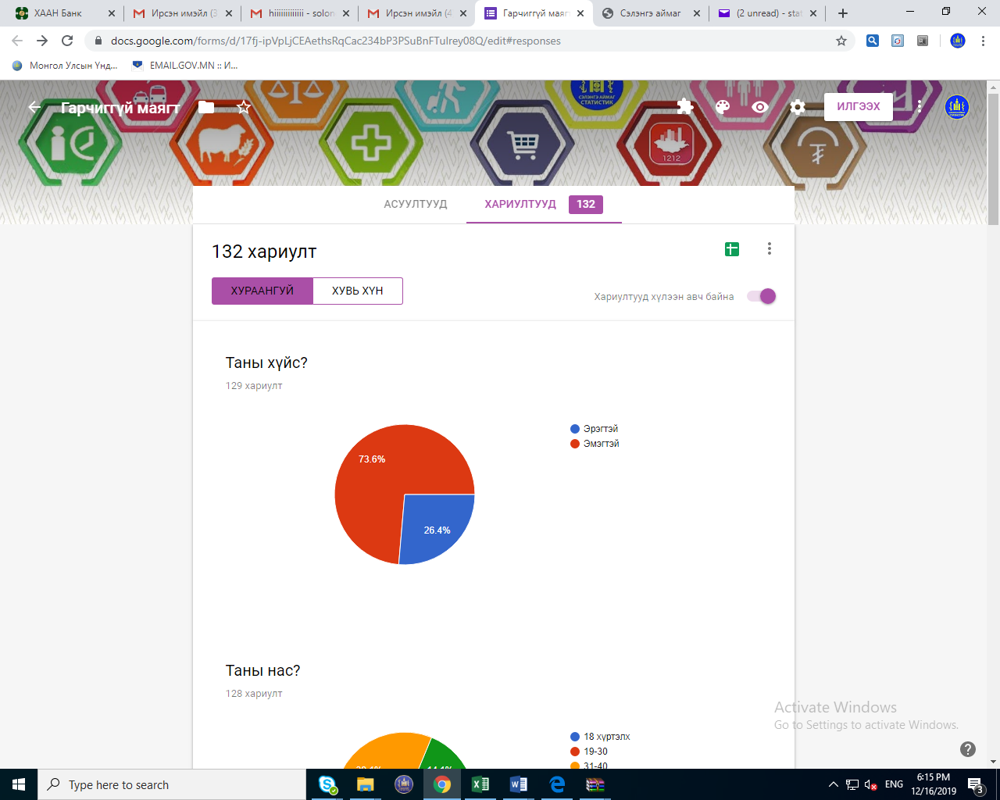 ХААН Банк
Ирсэн имэйл (3
hiiiiiiiiiiiii - solon
Ирсэн имэйл (4
Гарчиггүй маягт
Сэлэнгэ аймаг
(2 unread) - stat
docs.google.com/forms/d/17fj-ipVpLjCEAethsRqCac234bP3PSuBnFTulrey08Q/edit#responses
Монгол Улсын Үнд...
EMAIL.GOV.MN :: И...
СЭЛЭНГЭ АЙМАГ
СТАТИСТИК
Гарчиггүй маягт
ИЛГЭЭХ
1212
АСУУЛТУУД
ХАРИУЛТУУД 132
132 хариулт
ХУРААНГУЙ
ХУВЬ ХҮН
Хариултууд хүлээн авч байна
Таны хүйс?
129 хариулт
73.6%
26.4%
Эрэгтэй
Эмэгтэй
Таны нас?
128 хариулт
18 хүртэлх
19-30
31-40
Activate Windows
Go to Settings to activate Windows.
Type here to search
ENG
6:15 PM
12/16/2019
3